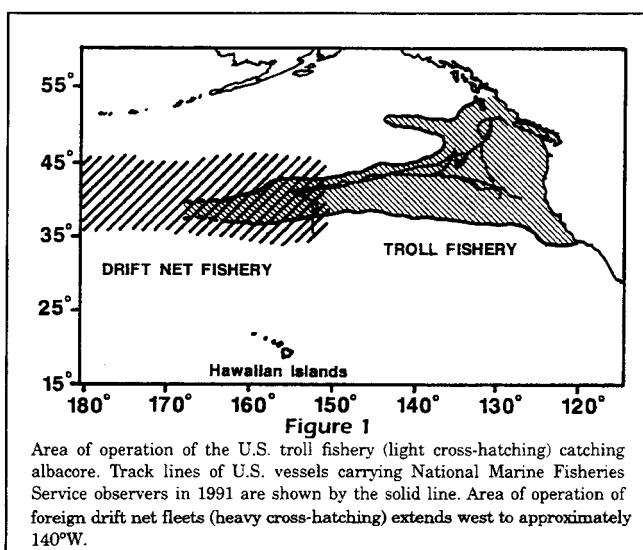 55°
45°
35°
25°
15°
DRIFT NET FISHERY
TROLL FISHERY
Hawaiian Islands
180° 170° 160° 150° 140° 130° 120°
Figure 1
Area of operation of the U.S. troll fishery (light cross-hatching) catching
albacore. Track lines of U.S. vessels carrying National Marine Fisheries
Service observers in 1991 are shown by the solid line. Area of operation of
foreign drift net fleets (heavy cross-hatching) extends west to approximately
140°W.